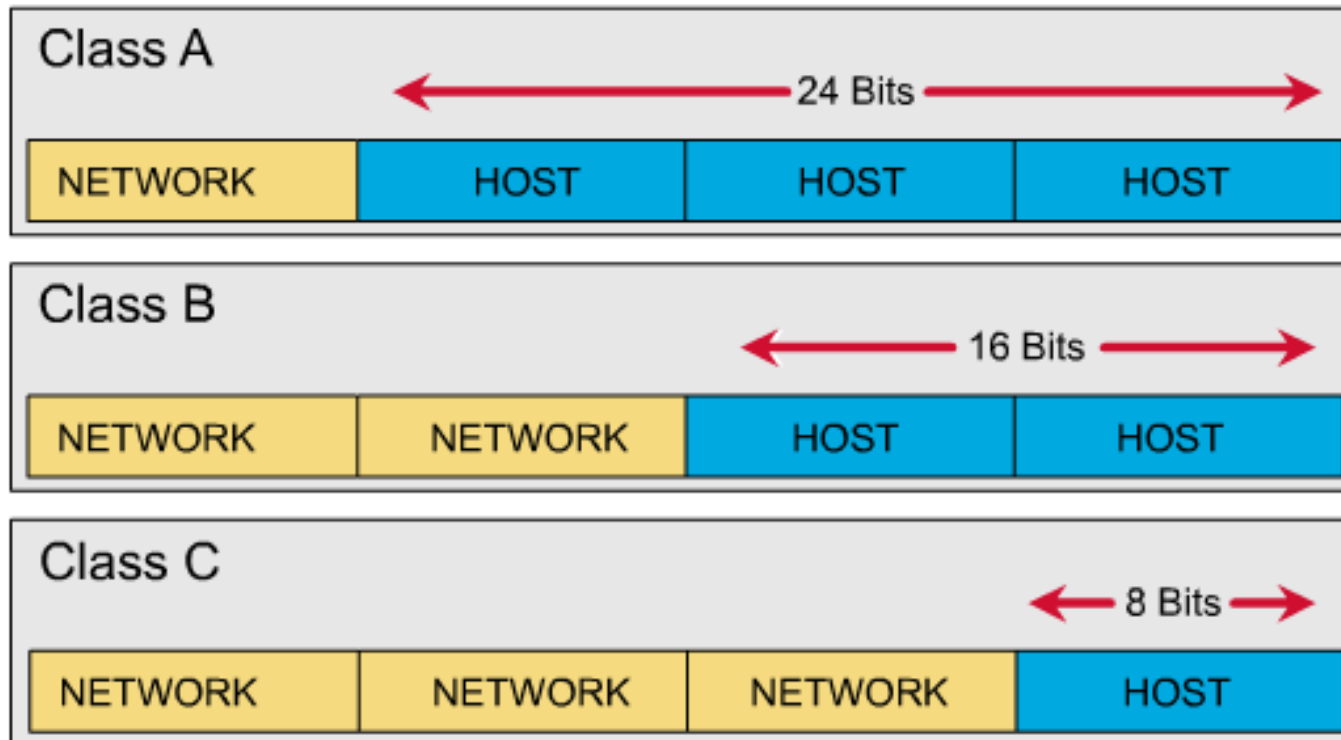 Class A
24 Bits
NETWORK HOST HOST HOST
Class B
16 Bits
NETWORK NETWORK HOST HOST
Class C
8 Bits
NETWORK NETWORK NETWORK HOST